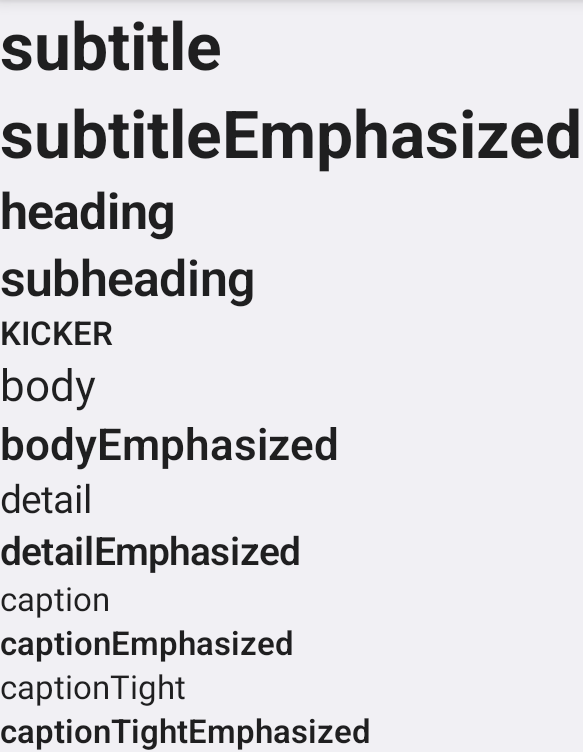 subtitle
subtitleEmphasized
heading
subheading
KICKER
body
bodyEmphasized
detail
detailEmphasized
caption
captionEmphasized
captionTight
captionTightEmphasized